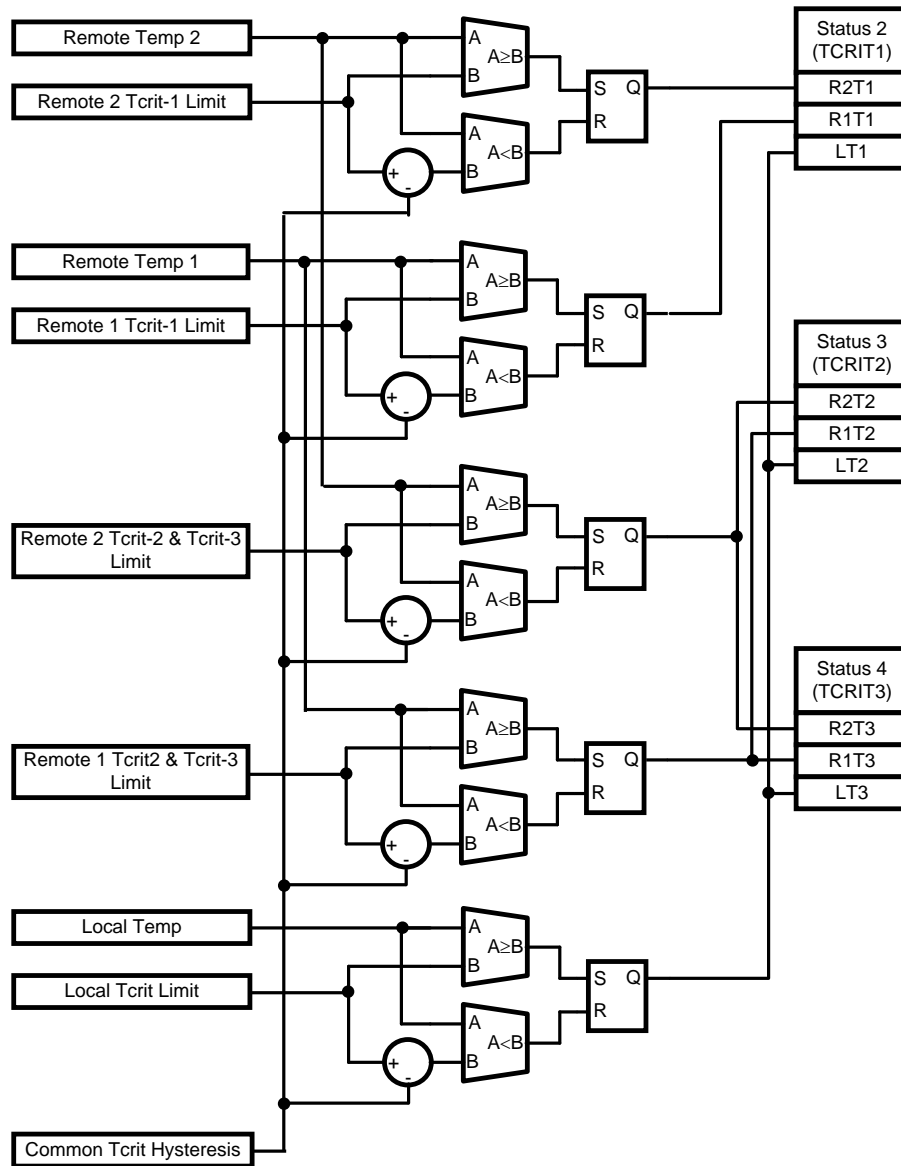 Remote Temp 2
A
A≥B
B
Remote 2 Tcrit-1 Limit
S
Q
R
A
A<B
B
+
-
Status 2
(TCRIT1)
R2T1
R1T1
LT1
Remote Temp 1
A
A≥B
B
Remote 1 Tcrit-1 Limit
S
Q
R
A
A<B
B
+
-
Status 3
(TCRIT2)
R2T2
R1T2
LT2
A
A≥B
B
Remote 2 Tcrit-2 & Tcrit-3
Limit
S
Q
R
A
A<B
B
+
-
Status 4
(TCRIT3)
R2T3
R1T3
LT3
A
A≥B
B
Remote 1 Tcrit2 & Tcrit-3
Limit
S
Q
R
A
A<B
B
+
-
Local Temp
A
A≥B
B
Local Tcrit Limit
S
Q
R
A
A<B
B
+
-
Common Tcrit Hysteresis